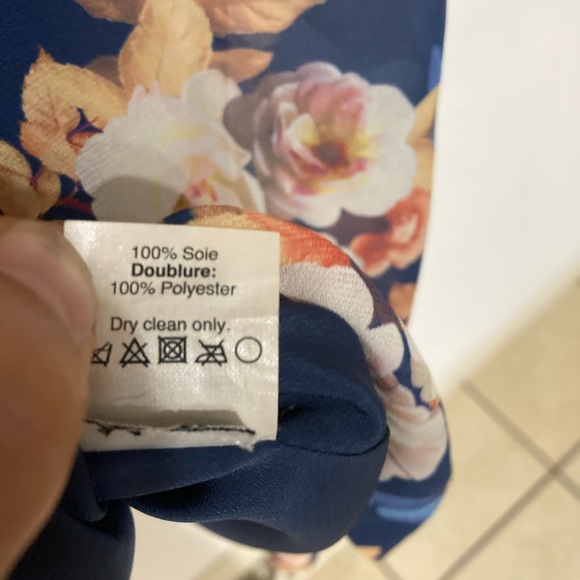 100% Soie
Doublure:
100% Polyester
Dry clean only.